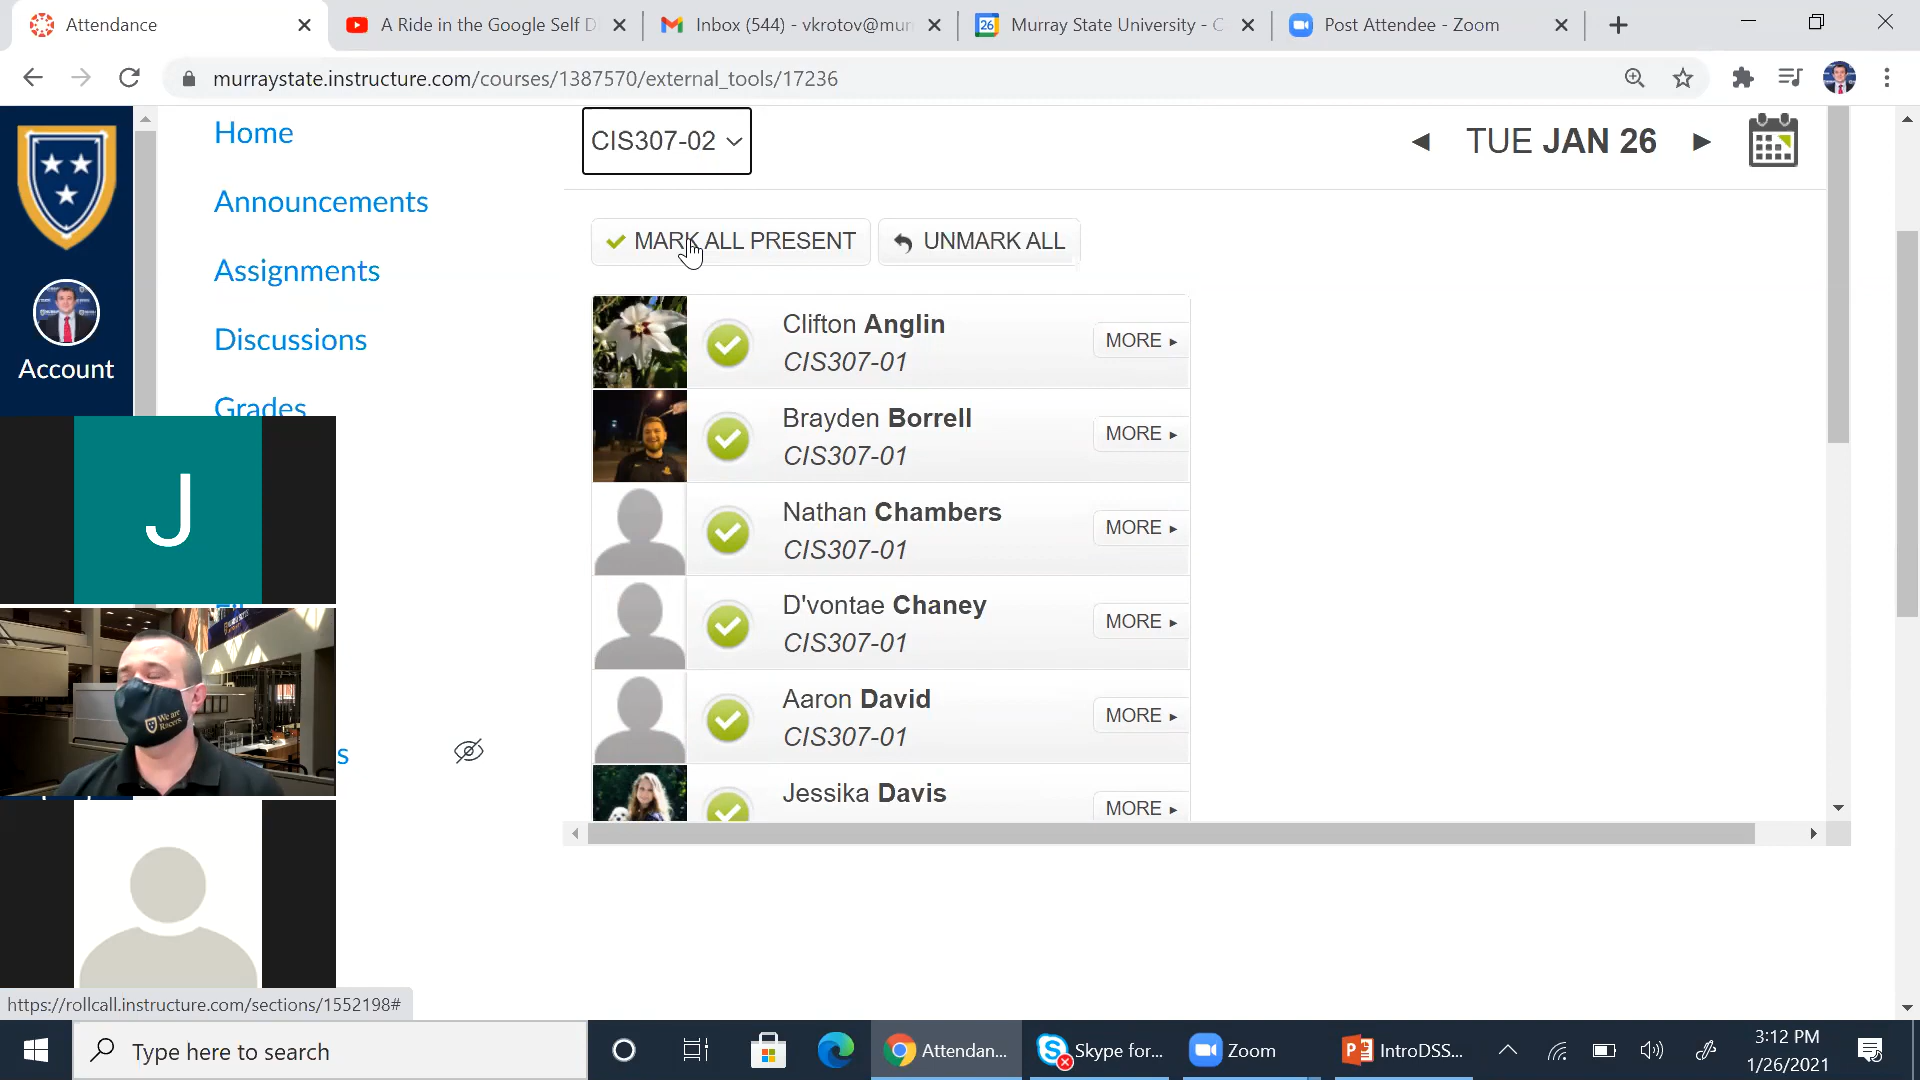 Attendance
A Ride in the Google Self D
Inbox (544) - vkrotov@mur
26
Murray State University - C
Post Attendee - Zoom
murraystate.instructure.com/courses/1387570/external_tools/17236
Home
CIS307-02
TUE JAN 26
Announcements
MARK ALL PRESENT
UNMARK ALL
Assignments
Clifton Anglin
CIS307-01
MORE
Discussions
Account
Grades
Brayden Borrell
CIS307-01
MORE
J
Nathan Chambers
CIS307-01
MORE
D'vontae Chaney
CIS307-01
MORE
We are
Racers
Aaron David
CIS307-01
MORE
s
Jessika Davis
MORE
https://rollcall.instructure.com/sections/1552198#
Type here to search
Attendan...
Skype for...
Zoom
IntroDSS...
3:12 PM
1/26/2021